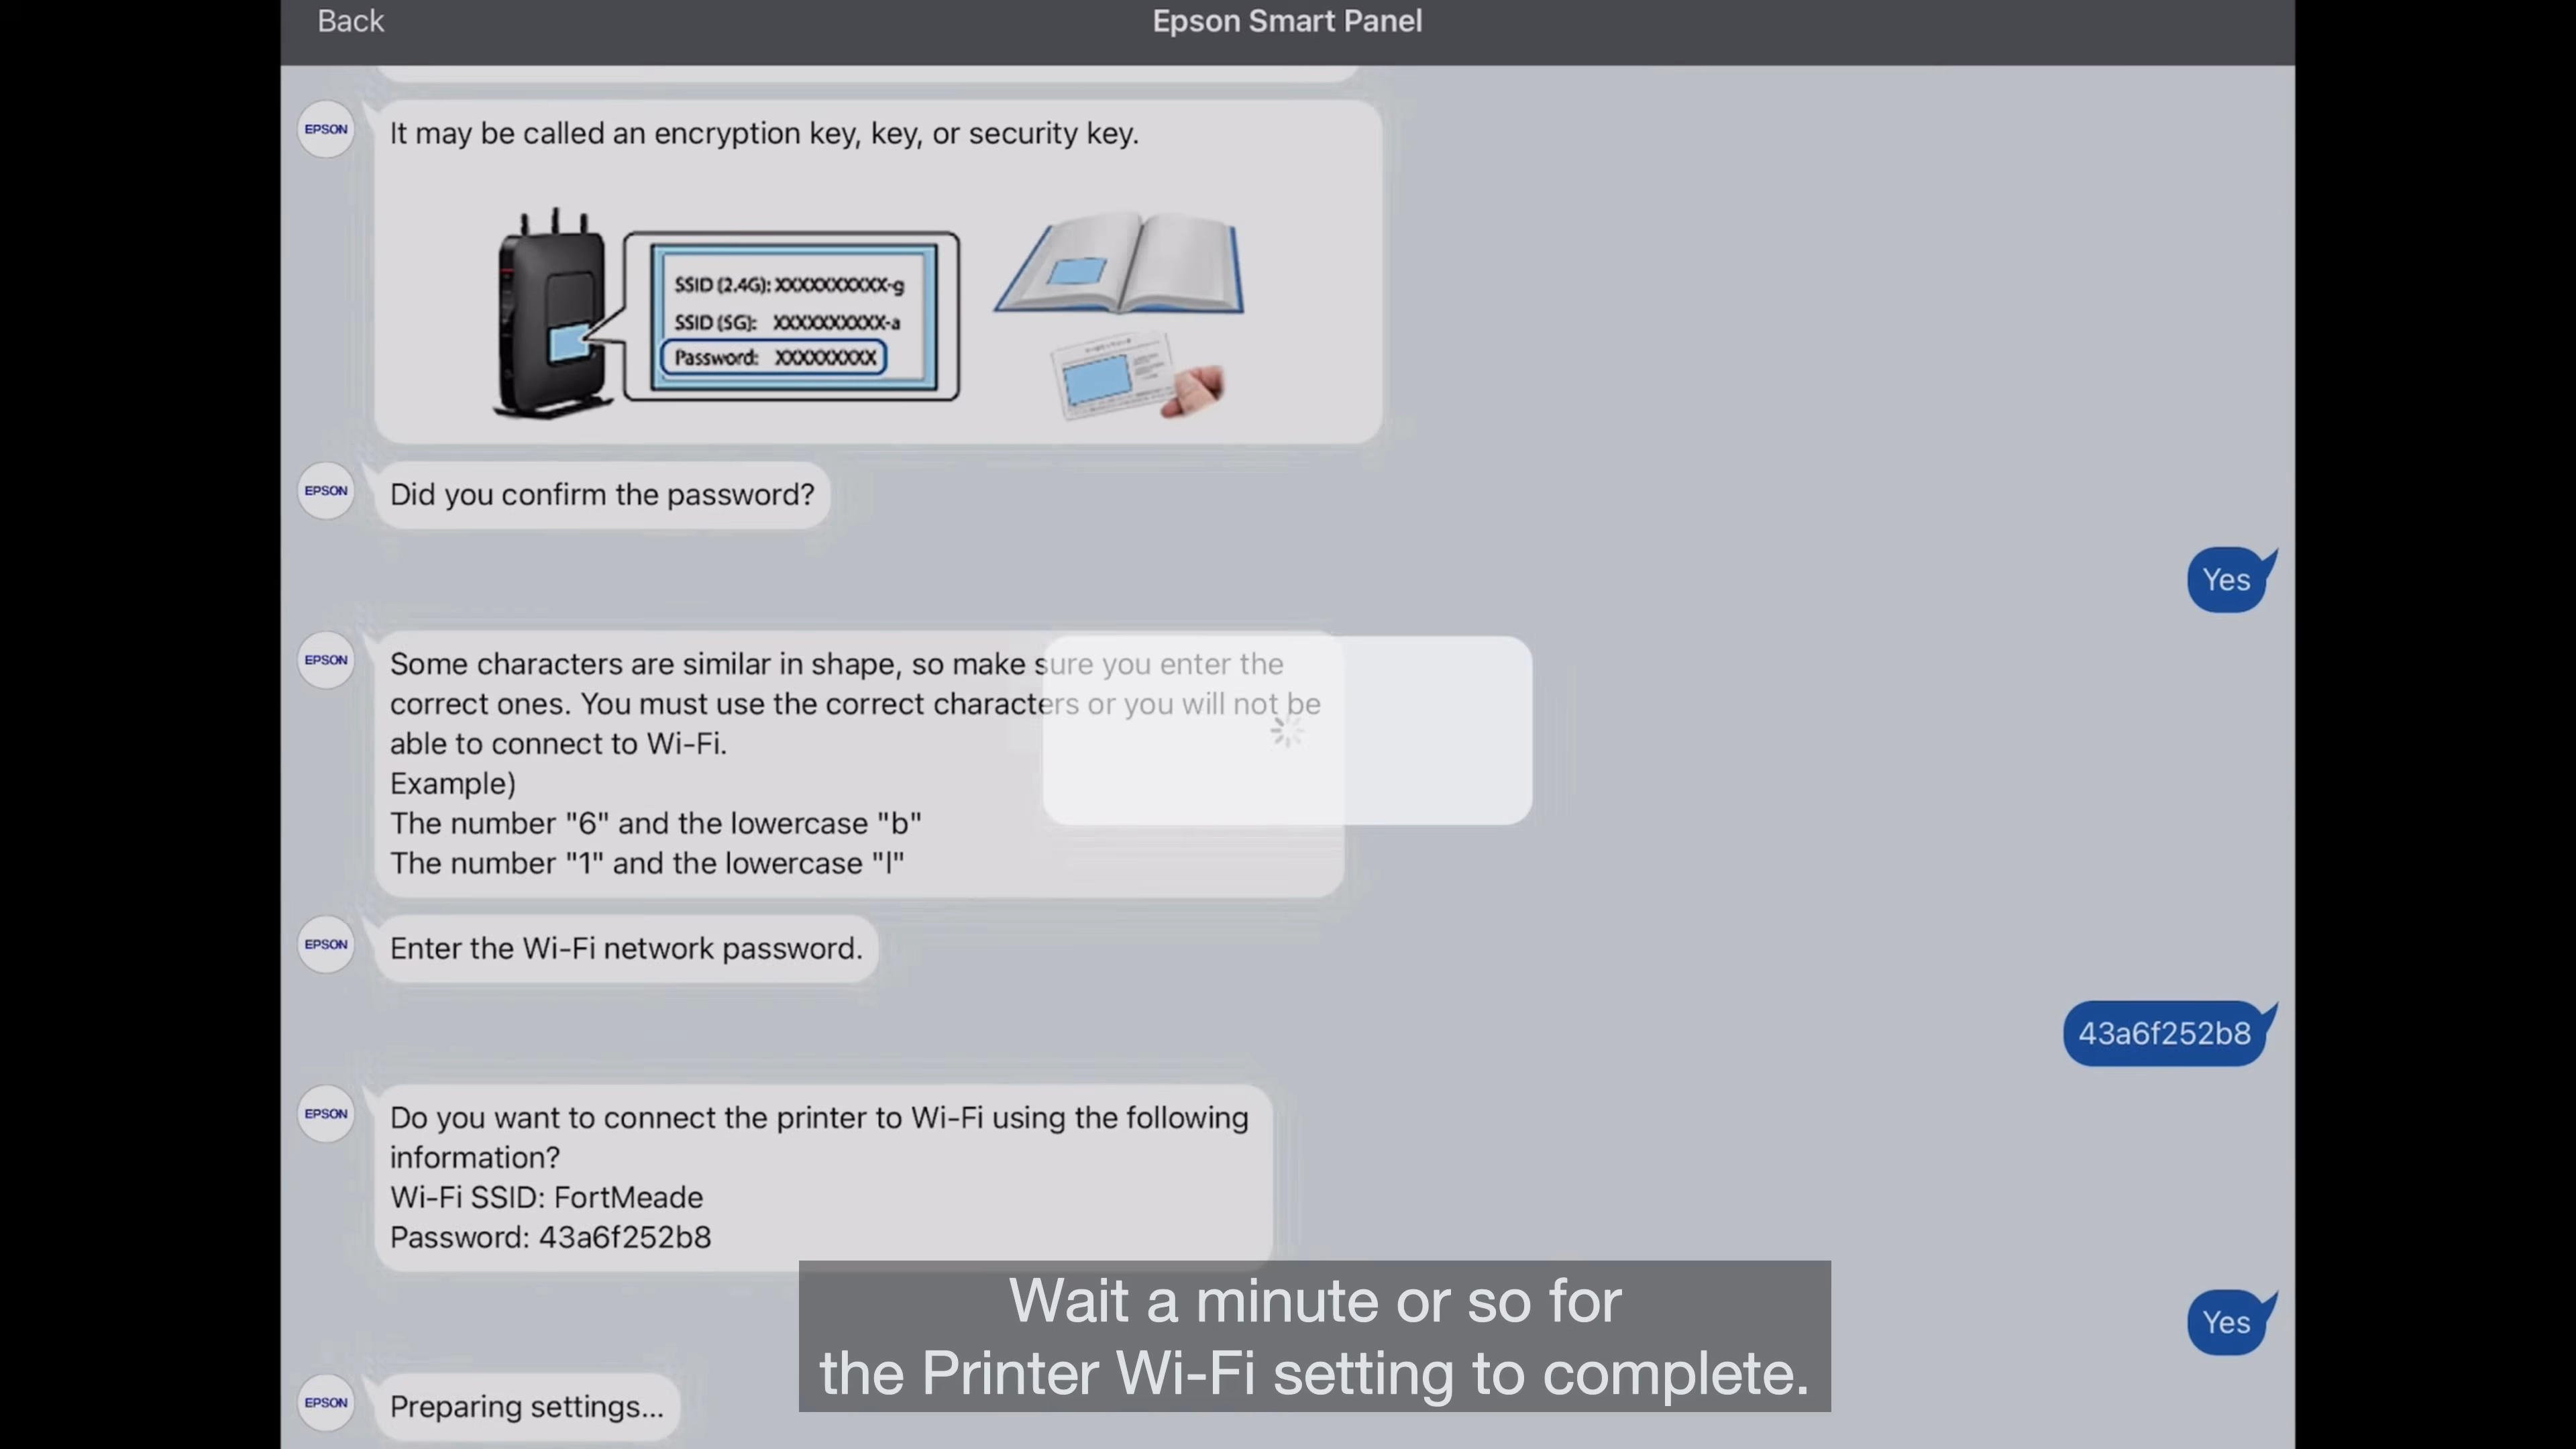 Back
Epson Smart Panel
EPSON
It may be called an encryption key, key, or security key.
SSID (2.4G): XXXXXXXXXX-g
SSID (5G): XXXXXXXXXX-a
Password: XXXXXXXXX
EPSON
Did you confirm the password?
Yes
EPSON
Some characters are similar in shape, so make sure you enter the
correct ones. You must use the correct characters or you will not be
able to connect to Wi-Fi.
Example)
The number "6" and the lowercase "b"
The number "1" and the lowercase "l"
EPSON
Enter the Wi-Fi network password.
43a6f252b8
EPSON
Do you want to connect the printer to Wi-Fi using the following
information?
Wi-Fi SSID: FortMeade
Password: 43a6f252b8
Yes
EPSON
Preparing settings...
Wait a minute or so for
the Printer Wi-Fi setting to complete.